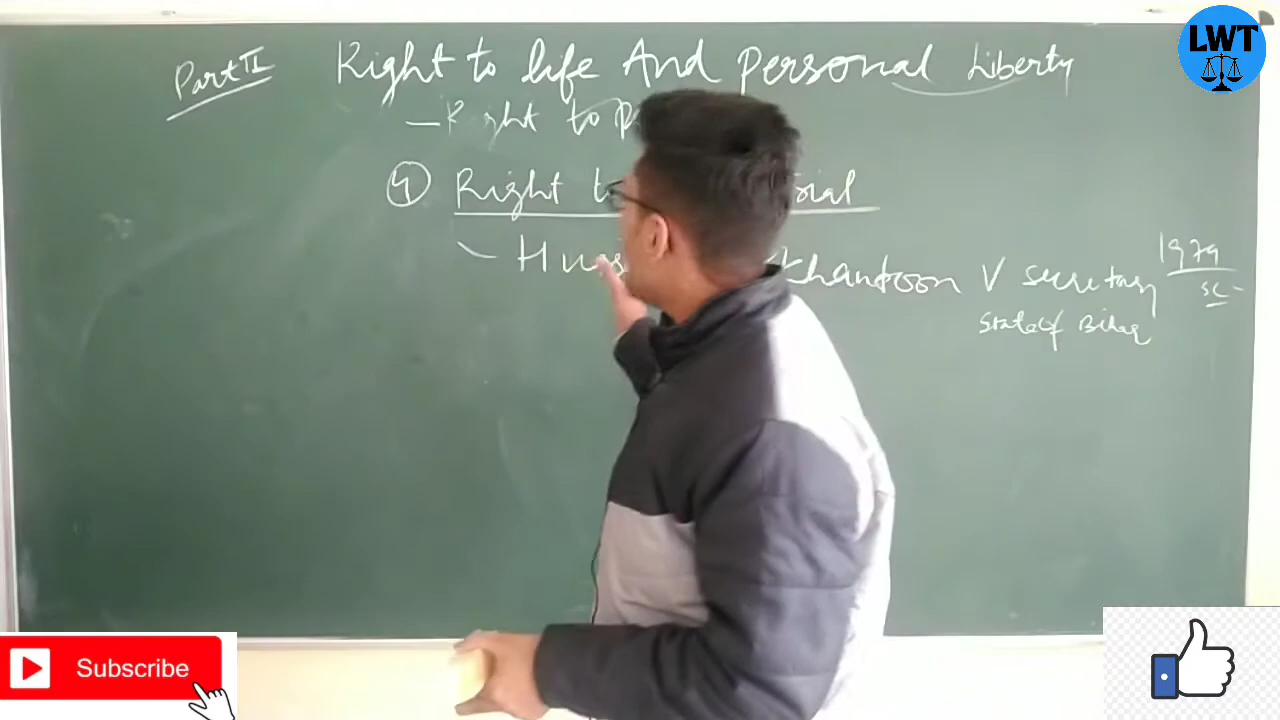 Part II
Right to life And Personal Liberty
— Right to
④ Right
— Hus
khantoon V secretary
State of Bihar
1979
SC
LWT
Subscribe